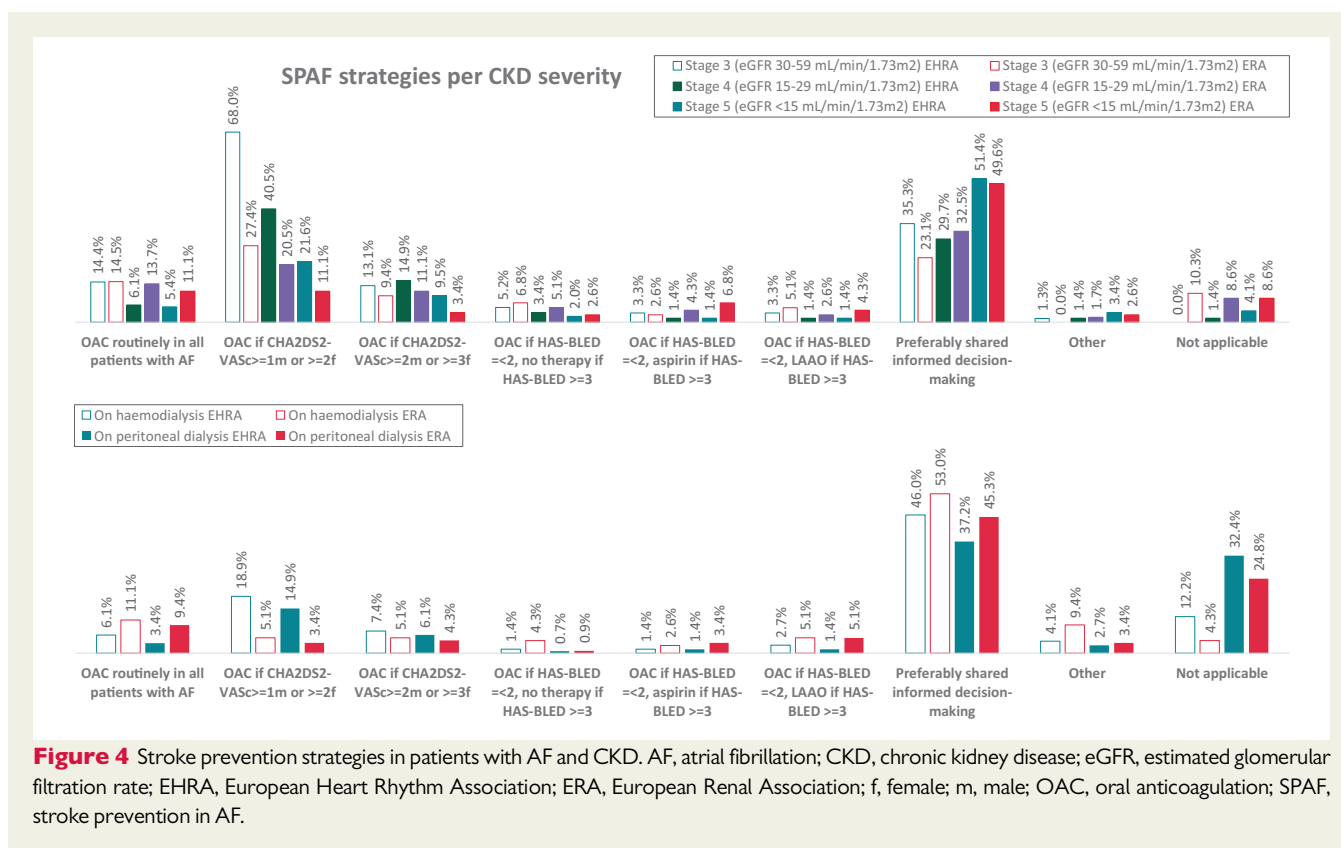 SPAF strategies per CKD severity
Stage 3 (eGFR 30-59 mL/min/1.73m2) EHRA Stage 3 (eGFR 30-59 mL/min/1.73m2) ERA
Stage 4 (eGFR 15-29 mL/min/1.73m2) EHRA Stage 4 (eGFR 15-29 mL/min/1.73m2) ERA
Stage 5 (eGFR <15 mL/min/1.73m2) EHRA Stage 5 (eGFR <15 mL/min/1.73m2) ERA
14.4% 14.5% 6.1% 13.7% 5.4% 11.1%
68.0% 27.4% 40.5% 20.5% 21.6% 11.1%
13.1% 9.4% 14.9% 11.1% 9.5% 3.4%
5.2% 6.8% 3.4% 5.1% 2.0% 2.6%
3.3% 2.6% 1.4% 4.3% 1.4% 6.8%
3.3% 5.1% 1.4% 2.6% 1.4% 4.3%
35.3% 23.1% 29.7% 32.5% 51.4% 49.6%
1.3% 0.0% 1.4% 1.7% 3.4% 2.6%
0.0% 10.3% 1.4% 8.6% 4.1% 8.6%
OAC routinely in all
patients with AF
OAC if CHA2DS2-
VASc>=1m or >=2f
OAC if CHA2DS2-
VASc>=2m or >=3f
OAC if HAS-BLED
=<2, no therapy if
HAS-BLED >=3
OAC if HAS-BLED
=<2, aspirin if HAS-
BLED >=3
OAC if HAS-BLED
=<2, LAAO if HAS-
BLED >=3
Preferably shared
informed decision-
making
Other
Not applicable
On haemodialysis EHRA On haemodialysis ERA
On peritoneal dialysis EHRA On peritoneal dialysis ERA
6.1% 11.1% 3.4% 9.4%
18.9% 5.1% 14.9% 3.4%
7.4% 5.1% 6.1% 4.3%
1.4% 4.3% 0.7% 0.9%
1.4% 2.6% 1.4% 3.4%
2.7% 5.1% 1.4% 5.1%
46.0% 53.0% 37.2% 45.3%
4.1% 9.4% 2.7% 3.4%
12.2% 4.3% 32.4% 24.8%
OAC routinely in all
patients with AF
OAC if CHA2DS2-
VASc>=1m or >=2f
OAC if CHA2DS2-
VASc>=2m or >=3f
OAC if HAS-BLED
=<2, no therapy if
HAS-BLED >=3
OAC if HAS-BLED
=<2, aspirin if HAS-
BLED >=3
OAC if HAS-BLED
=<2, LAAO if HAS-
BLED >=3
Preferably shared
informed decision-
making
Other
Not applicable
Figure 4 Stroke prevention strategies in patients with AF and CKD. AF, atrial fibrillation; CKD, chronic kidney disease; eGFR, estimated glomerular
filtration rate; EHRA, European Heart Rhythm Association; ERA, European Renal Association; f, female; m, male; OAC, oral anticoagulation; SPAF,
stroke prevention in AF.